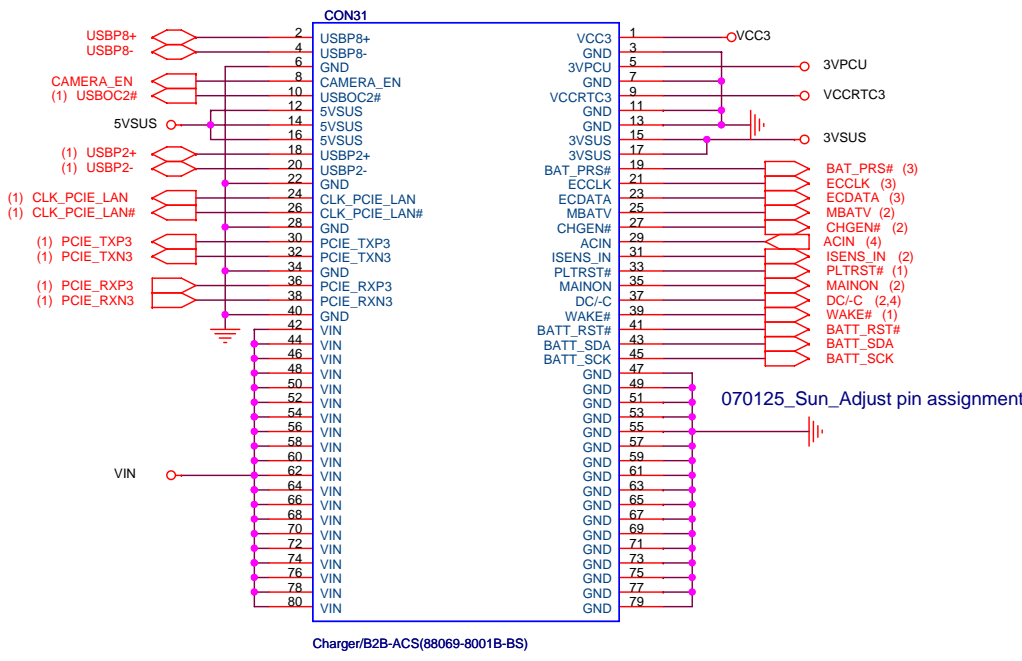 CON31
USBP8+ 2 USBP8+ VCC3 1 VCC3
USBP8- 4 USBP8- GND 3
6 GND 3VPCU 5 3VPCU
CAMERA_EN 8 CAMERA_EN GND 7
(1) USBOC2# 10 USBOC2# VCCRTC3 9 VCCRTC3
12 5VSUS GND 11
5VSUS 14 5VSUS GND 13
16 5VSUS 3VSUS 15 3VSUS
(1) USBP2+ 18 USBP2+ 3VSUS 17
(1) USBP2- 20 USBP2- BAT_PRS# 19 BAT_PRS# (3)
22 GND ECCLK 21 ECCLK (3)
(1) CLK_PCIE_LAN 24 CLK_PCIE_LAN ECDATA 23 ECDATA (3)
(1) CLK_PCIE_LAN# 26 CLK_PCIE_LAN# MBATV 25 MBATV (2)
28 GND CHGEN# 27 CHGEN# (2)
(1) PCIE_TXP3 30 PCIE_TXP3 ACIN 29 ACIN (4)
(1) PCIE_TXN3 32 PCIE_TXN3 ISENS_IN 31 ISENS_IN (2)
34 GND PLTRST# 33 PLTRST# (1)
(1) PCIE_RXP3 36 PCIE_RXP3 MAINON 35 MAINON (2)
(1) PCIE_RXN3 38 PCIE_RXN3 DC/-C 37 DC/-C (2,4)
40 GND WAKE# 39 WAKE# (1)
42 VIN BATT_RST# 41 BATT_RST#
44 VIN BATT_SDA 43 BATT_SDA
46 VIN BATT_SCK 45 BATT_SCK
48 VIN GND 47
50 VIN GND 49
52 VIN GND 51 070125_Sun_Adjust pin assignment
54 VIN GND 53
56 VIN GND 55
58 VIN GND 57
60 VIN GND 59
VIN 62 VIN GND 61
64 VIN GND 63
66 VIN GND 65
68 VIN GND 67
70 VIN GND 69
72 VIN GND 71
74 VIN GND 73
76 VIN GND 75
78 VIN GND 77
80 VIN GND 79
Charger/B2B-ACS(88069-8001B-BS)